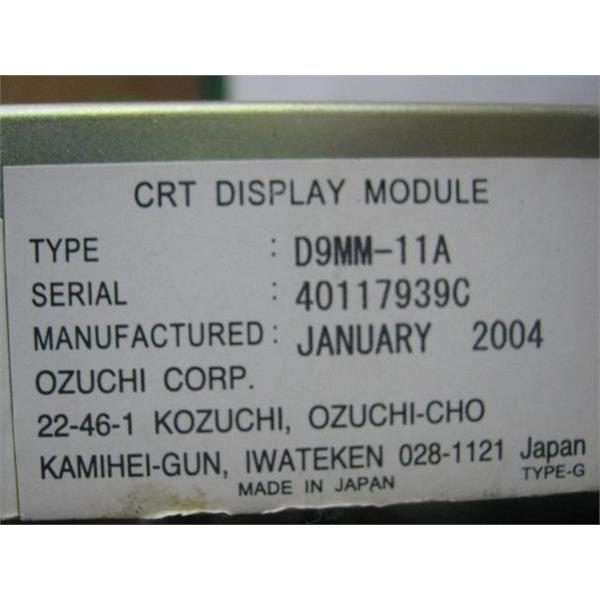 CRT DISPLAY MODULE
TYPE : D9MM-11A
SERIAL : 40117939C
MANUFACTURED : JANUARY 2004
OZUCHI CORP.
22-46-1 KOZUCHI, OZUCHI-CHO
KAMIHEI-GUN, IWATEKEN 028-1121 Japan
MADE IN JAPAN TYPE-G